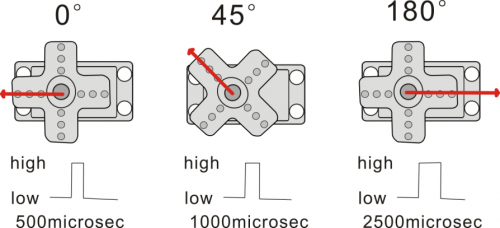 0° 45° 180°
high high high
low low low
500microsec 1000microsec 2500microsec